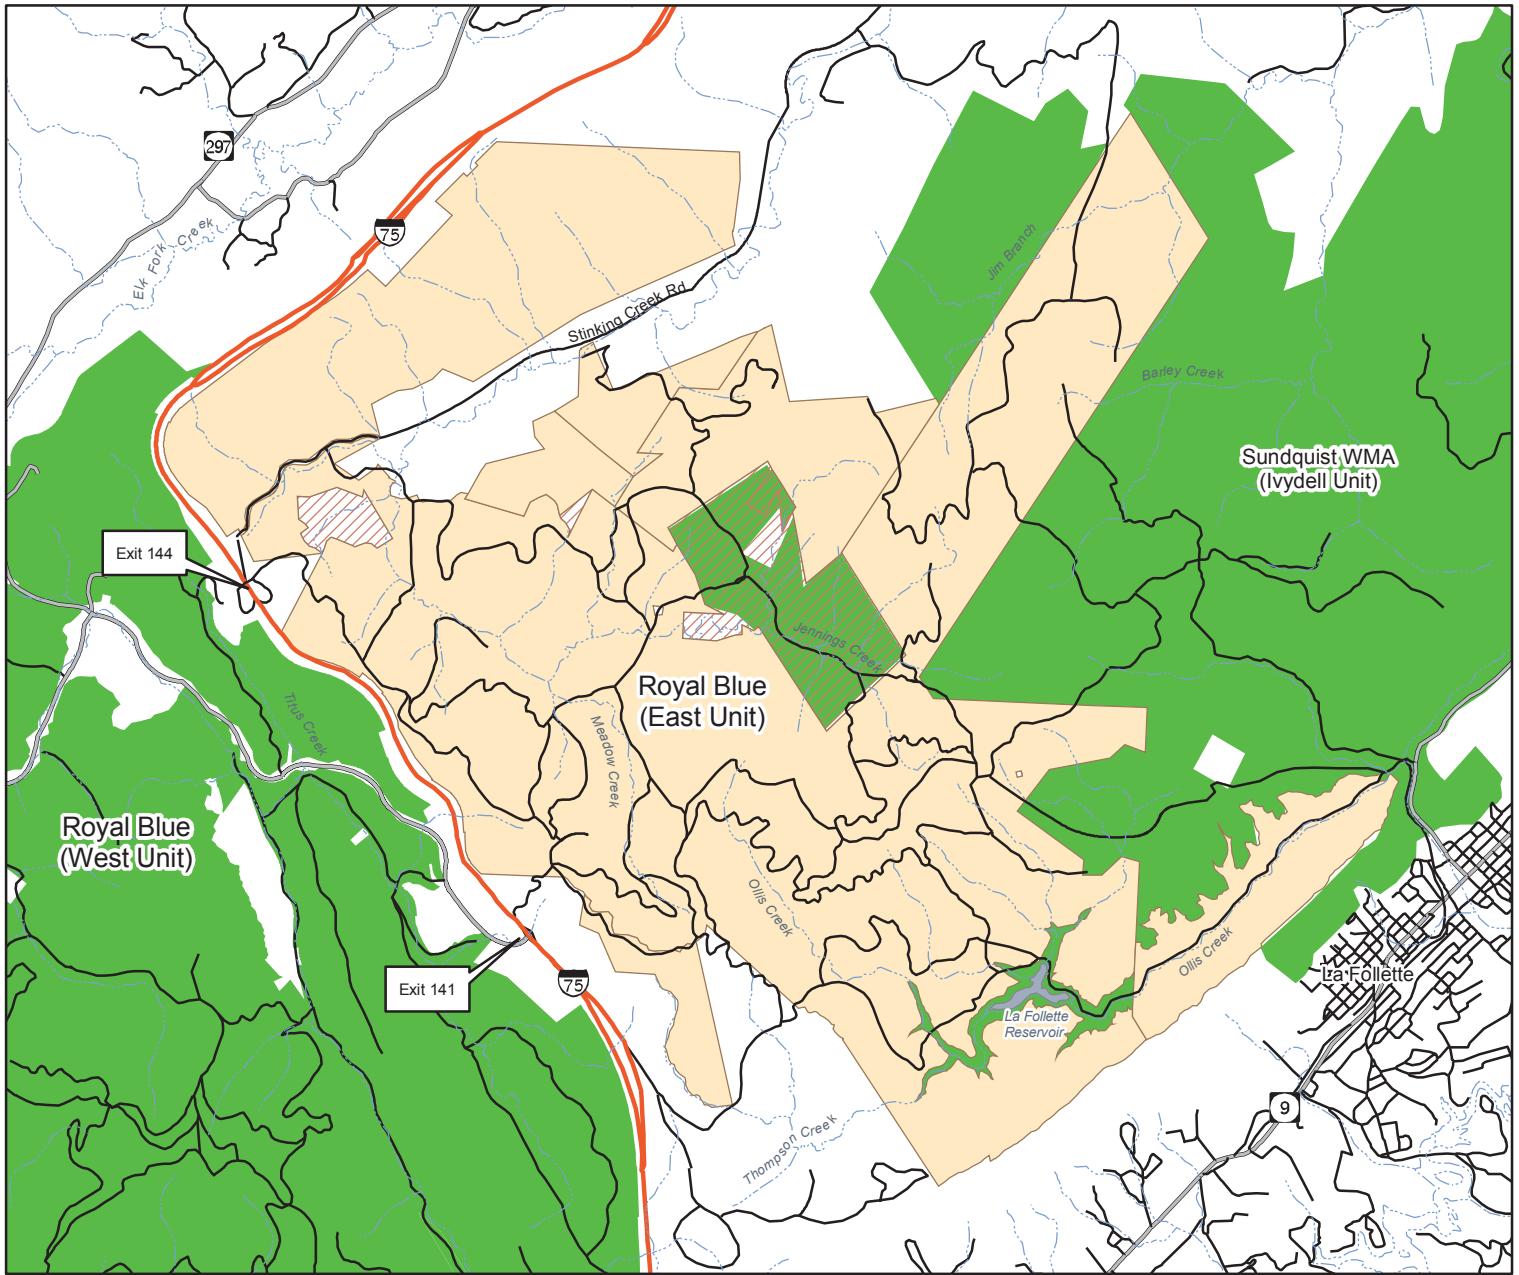 297
75
Elk Fork Creek
Jim Branch
Stinking Creek Rd
Barley Creek
Sundquist WMA
(Ivydell Unit)
Exit 144
Jennings Creek
Royal Blue
(East Unit)
Titus Creek
Meadow Creek
Royal Blue
(West Unit)
Ollis Creek
Ollis Creek
La Follette
Exit 141
75
La Follette
Reservoir
9
Thompson Creek